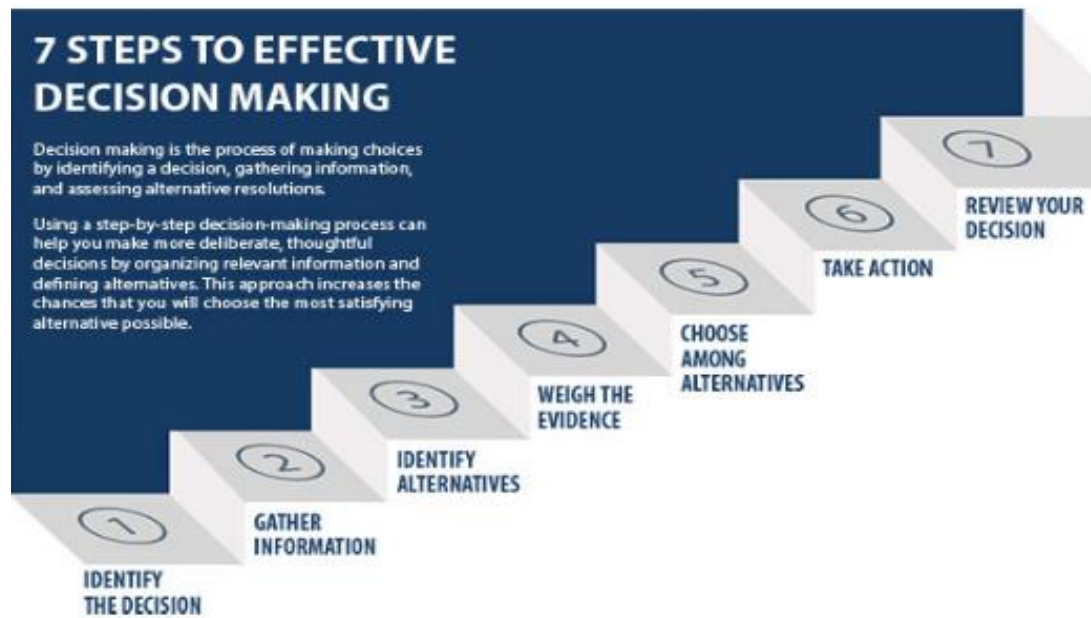 7 STEPS TO EFFECTIVE
DECISION MAKING
Decision making is the process of making choices
by identifying a decision, gathering information,
and assessing alternative resolutions.
Using a step-by-step decision-making process can
help you make more deliberate, thoughtful
decisions by organizing relevant information and
defining alternatives. This approach increases the
chances that you will choose the most satisfying
alternative possible.
1
IDENTIFY
THE DECISION
2
GATHER
INFORMATION
3
IDENTIFY
ALTERNATIVES
4
WEIGH THE
EVIDENCE
5
CHOOSE
AMONG
ALTERNATIVES
6
TAKE ACTION
7
REVIEW YOUR
DECISION